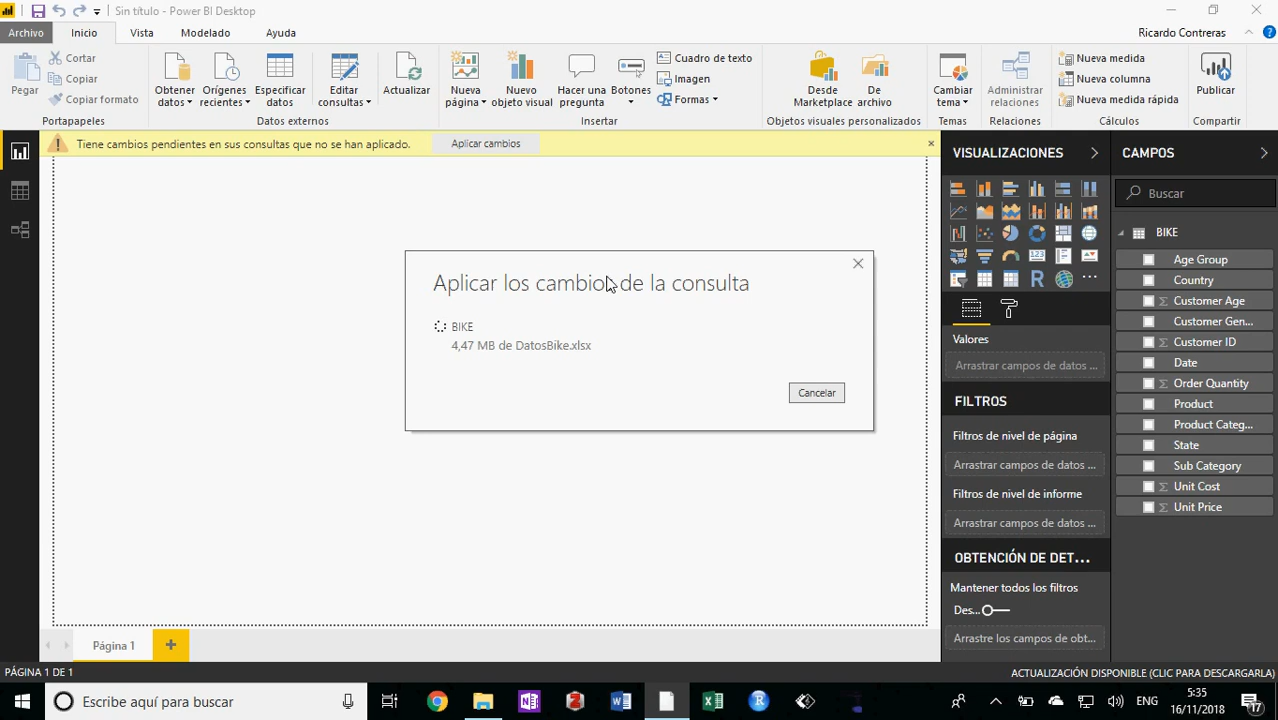 Sin título - Power BI Desktop
Archivo
Inicio
Vista
Modelado
Ayuda
Ricardo Contreras
Pegar
Cortar
Copiar
Copiar formato
Portapapeles
Obtener datos
Orígenes recientes
Especificar datos
Editar consultas
Actualizar
Datos externos
Nueva página
Nuevo objeto visual
Hacer una pregunta
Botones
Cuadro de texto
Imagen
Formas
Insertar
Desde Marketplace
De archivo
Objetos visuales personalizados
Cambiar tema
Temas
Administrar relaciones
Relaciones
Nueva medida
Nueva columna
Nueva medida rápida
Cálculos
Publicar
Compartir
Tiene cambios pendientes en sus consultas que no se han aplicado.
Aplicar cambios
Aplicar los cambios de la consulta
BIKE
4,47 MB de DatosBike.xlsx
Cancelar
VISUALIZACIONES
R
Valores
Arrastrar campos de datos ...
FILTROS
Filtros de nivel de página
Arrastrar campos de datos ...
Filtros de nivel de informe
Arrastrar campos de datos ...
OBTENCIÓN DE DET...
Mantener todos los filtros
Des...
Arrastre los campos de obt...
CAMPOS
Buscar
BIKE
Age Group
Country
Customer Age
Customer Gen...
Customer ID
Date
Order Quantity
Product
Product Categ...
State
Sub Category
Unit Cost
Unit Price
Página 1
PÁGINA 1 DE 1
ACTUALIZACIÓN DISPONIBLE (CLIC PARA DESCARGARLA)
Escribe aquí para buscar
ENG
5:35
16/11/2018
17